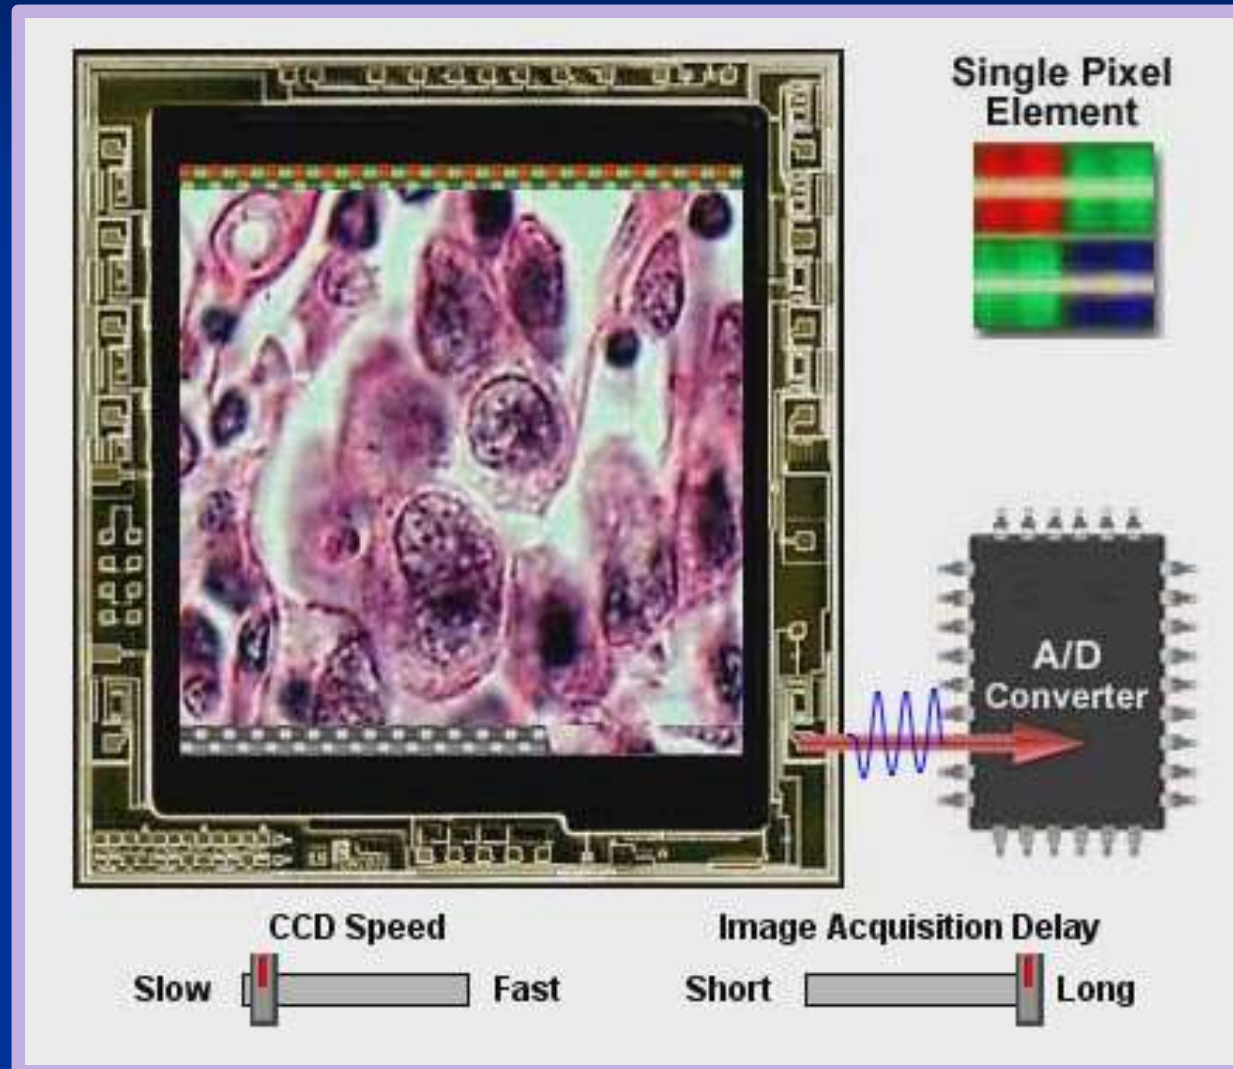 Single Pixel
Element
A/D
Converter
CCD Speed
Image Acquisition Delay
Slow
Fast
Short
Long